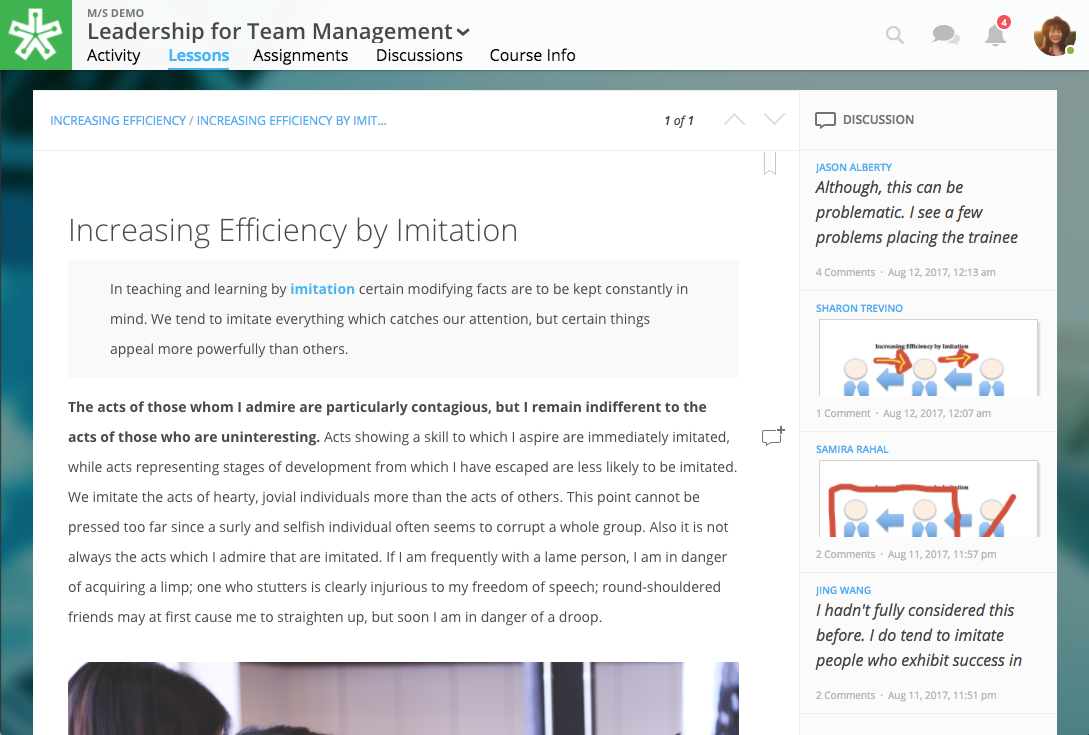 M/S DEMO
Leadership for Team Management
Activity Lessons Assignments Discussions Course Info
4
INCREASING EFFICIENCY / INCREASING EFFICIENCY BY IMIT...
1 of 1
Increasing Efficiency by Imitation
In teaching and learning by imitation certain modifying facts are to be kept constantly in
mind. We tend to imitate everything which catches our attention, but certain things
appeal more powerfully than others.
The acts of those whom I admire are particularly contagious, but I remain indifferent to the
acts of those who are uninteresting. Acts showing a skill to which I aspire are immediately imitated,
while acts representing stages of development from which I have escaped are less likely to be imitated.
We imitate the acts of hearty, jovial individuals more than the acts of others. This point cannot be
pressed too far since a surly and selfish individual often seems to corrupt a whole group. Also it is not
always the acts which I admire that are imitated. If I am frequently with a lame person, I am in danger
of acquiring a limp; one who stutters is clearly injurious to my freedom of speech; round-shouldered
friends may at first cause me to straighten up, but soon I am in danger of a droop.
DISCUSSION
JASON ALBERTY
Although, this can be
problematic. I see a few
problems placing the trainee
4 Comments · Aug 12, 2017, 12:13 am
SHARON TREVINO
Increasing Efficiency by Imitation
1 Comment · Aug 12, 2017, 12:07 am
SAMIRA RAHAL
2 Comments · Aug 11, 2017, 11:57 pm
JING WANG
I hadn't fully considered this
before. I do tend to imitate
people who exhibit success in
2 Comments · Aug 11, 2017, 11:51 pm